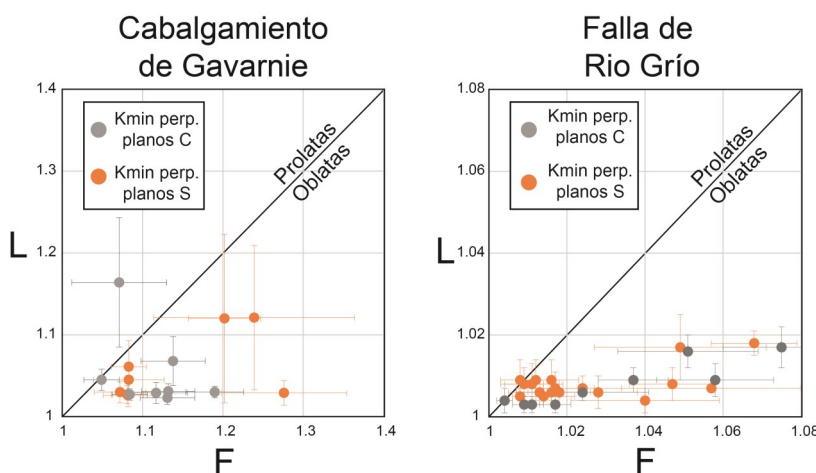 Cabalgamiento
de Gavarnie
1.4
1.3
1.2
1.1
1
L
Kmin perp.
planos C
Kmin perp.
planos S
Prolatas
Oblatas
1
1.1
1.2
1.3
1.4
F
Falla de
Rio Grío
1.08
1.06
1.04
1.02
1
L
Kmin perp.
planos C
Kmin perp.
planos S
Prolatas
Oblatas
1
1.02
1.04
1.06
1.08
F